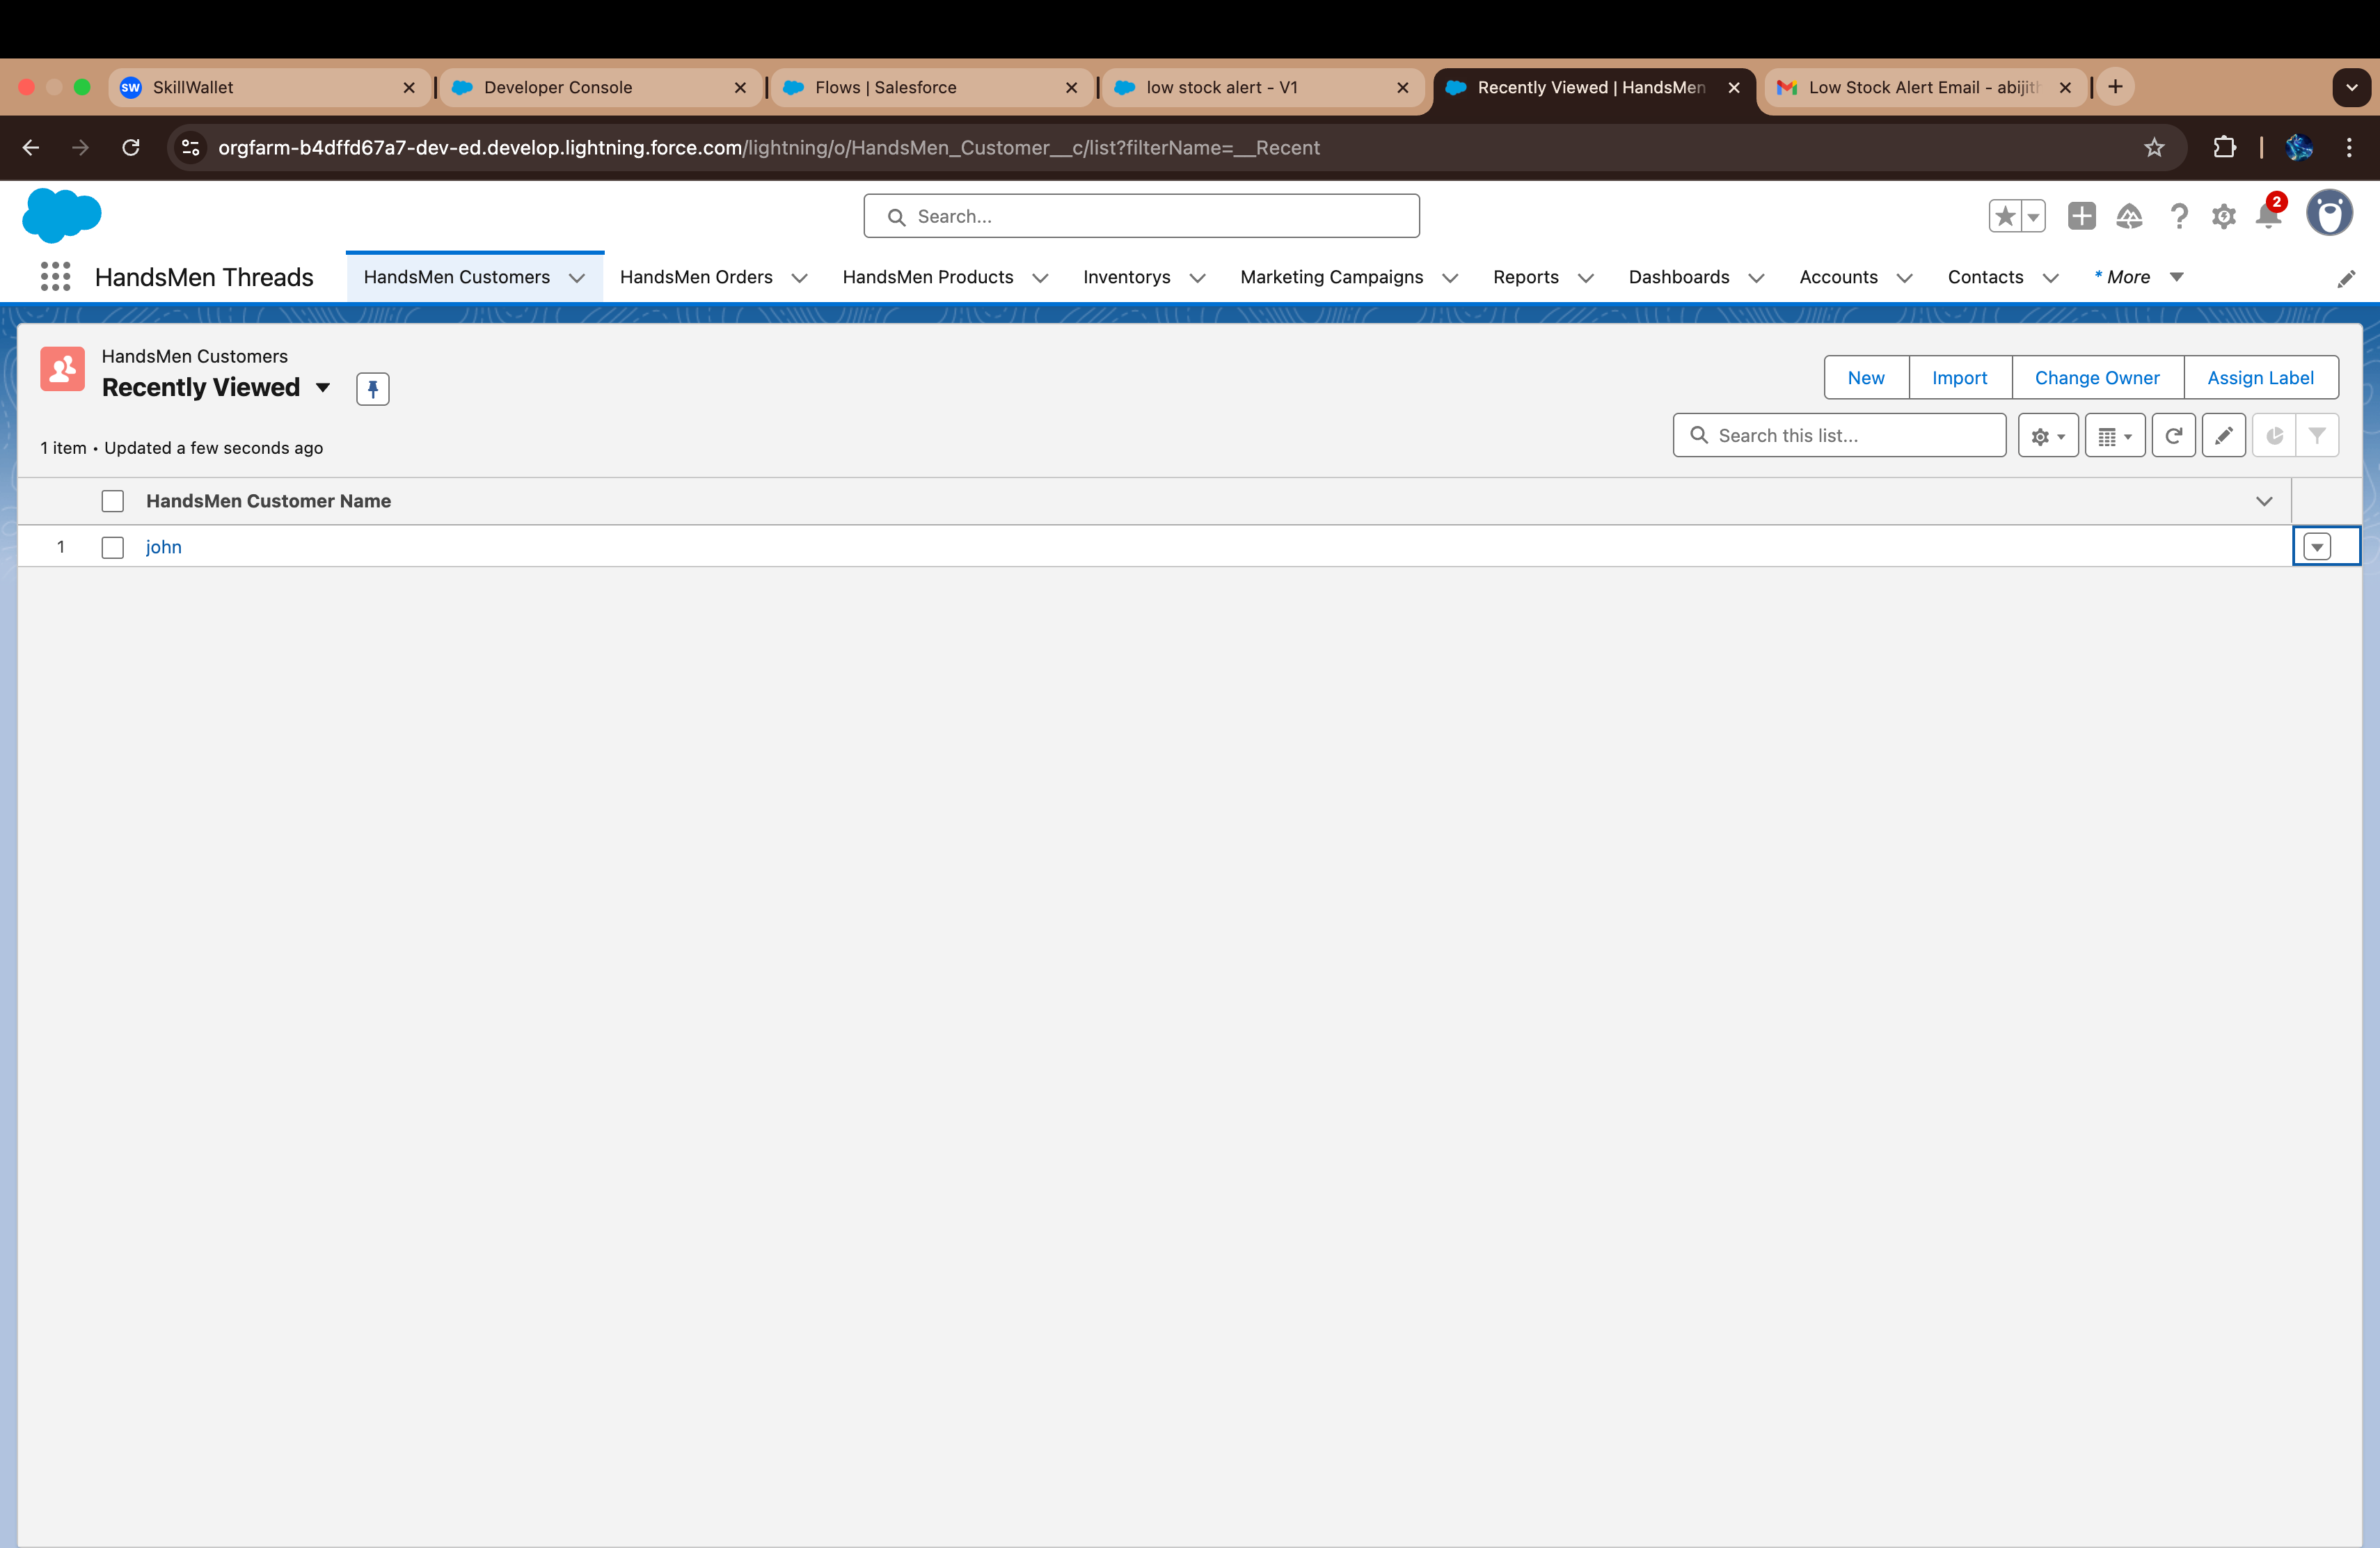 SW SkillWallet
Developer Console
Flows | Salesforce
low stock alert - V1
Recently Viewed | HandsMen
Low Stock Alert Email - abijith
orgfarm-b4dffd67a7-dev-ed.develop.lightning.force.com/lightning/o/HandsMen_Customer__c/list?filterName=__Recent
Search...
2
HandsMen Threads
HandsMen Customers
HandsMen Orders
HandsMen Products
Inventorys
Marketing Campaigns
Reports
Dashboards
Accounts
Contacts
* More
HandsMen Customers
Recently Viewed
New
Import
Change Owner
Assign Label
1 item • Updated a few seconds ago
Search this list...
HandsMen Customer Name
1 john